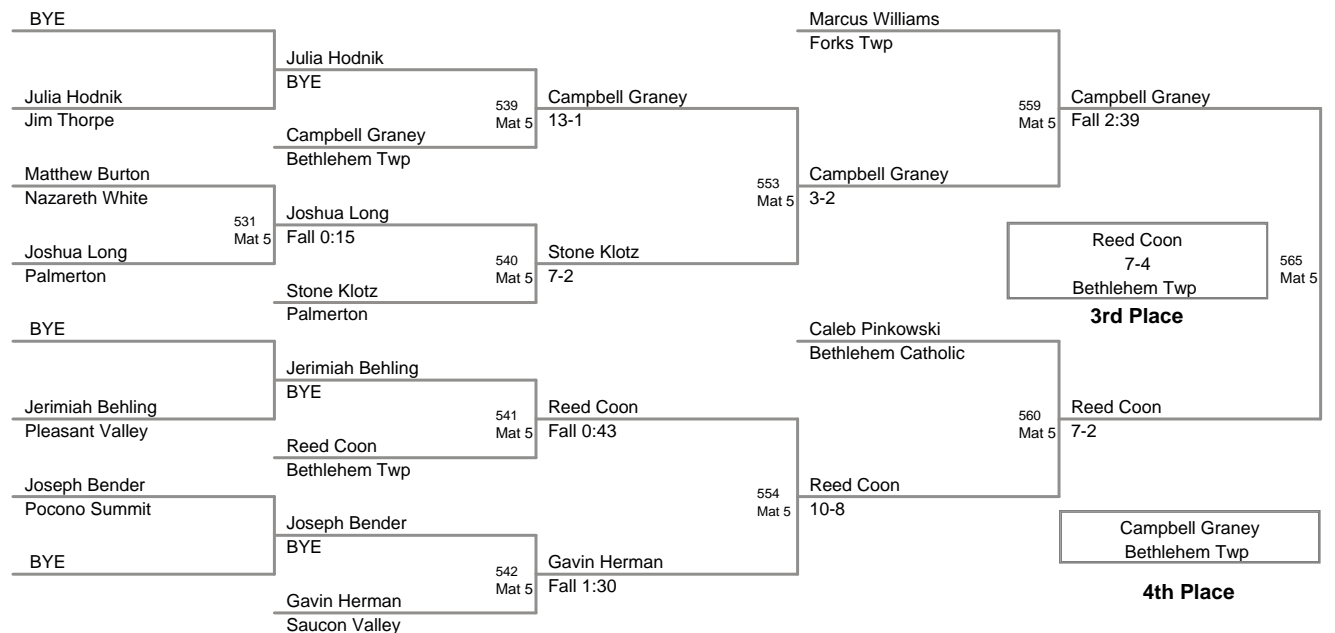 BYE
Julia Hodnik
Jim Thorpe
Matthew Burton
Nazareth White
Joshua Long
Palmerton
BYE
Jerimiah Behling
Pleasant Valley
Joseph Bender
Pocono Summit
BYE
531
Mat 5
Julia Hodnik
BYE
Campbell Graney
Bethlehem Twp
Joshua Long
Fall 0:15
Stone Klotz
Palmerton
Jerimiah Behling
BYE
Reed Coon
Bethlehem Twp
Joseph Bender
BYE
Gavin Herman
Saucon Valley
539
Mat 5
540
Mat 5
541
Mat 5
542
Mat 5
Campbell Graney
13-1
Stone Klotz
7-2
Reed Coon
Fall 0:43
Gavin Herman
Fall 1:30
553
Mat 5
554
Mat 5
Marcus Williams
Forks Twp
Campbell Graney
3-2
Caleb Pinkowski
Bethlehem Catholic
Reed Coon
10-8
559
Mat 5
560
Mat 5
Campbell Graney
Fall 2:39
Reed Coon
7-2
565
Mat 5
Reed Coon
7-4
Bethlehem Twp
3rd Place
Campbell Graney
Bethlehem Twp
4th Place